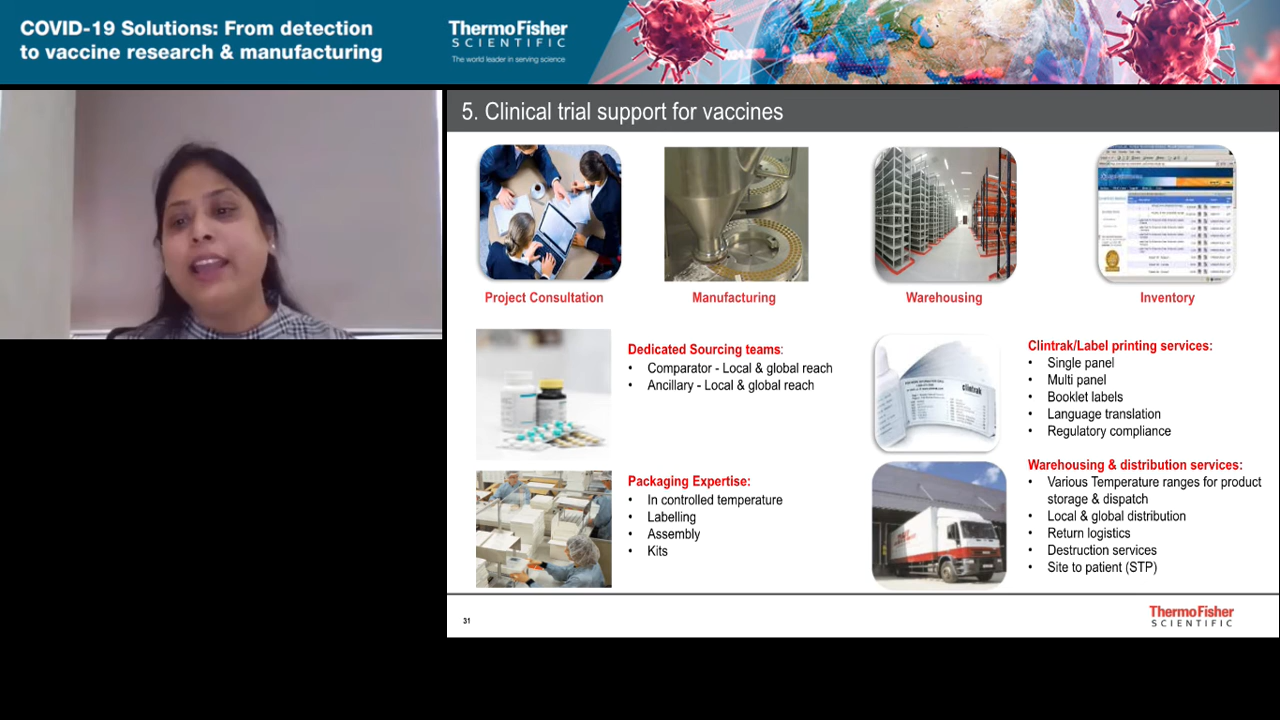 COVID-19 Solutions: From detection
to vaccine research & manufacturing
ThermoFisher
SCIENTIFIC
The world leader in serving science
5. Clinical trial support for vaccines
Project Consultation
Manufacturing
Warehousing
Inventory
Dedicated Sourcing teams:
• Comparator - Local & global reach
• Ancillary - Local & global reach
Packaging Expertise:
• In controlled temperature
• Labelling
• Assembly
• Kits
clintrak
Clintrak/Label printing services:
• Single panel
• Multi panel
• Booklet labels
• Language translation
• Regulatory compliance
Warehousing & distribution services:
• Various Temperature ranges for product
storage & dispatch
• Local & global distribution
• Return logistics
• Destruction services
• Site to patient (STP)
31
ThermoFisher
SCIENTIFIC